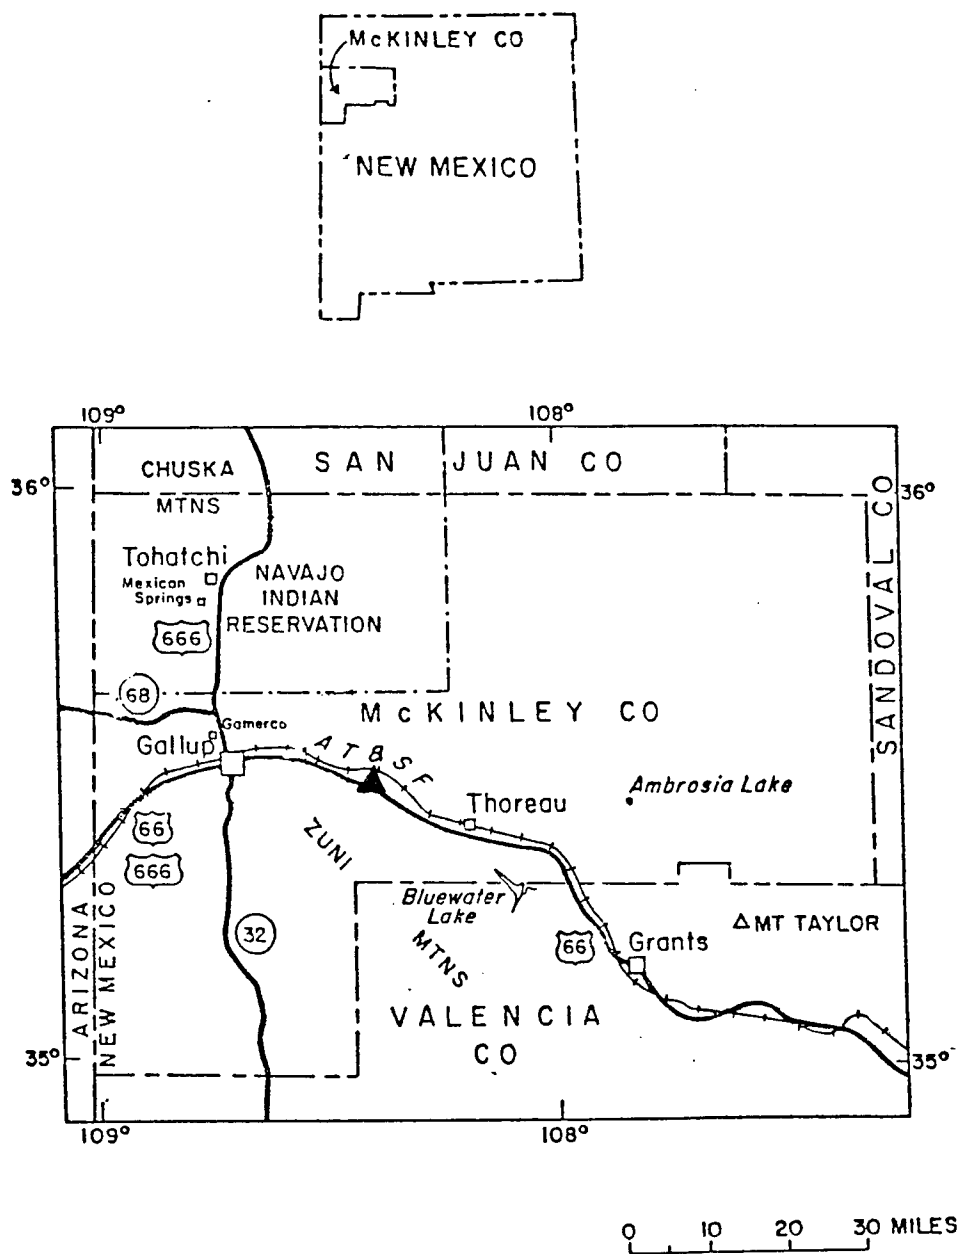 McKINLEY CO
NEW MEXICO
109°
108°
SAN JUAN CO
CHUSKA
MTNS
36°
36°
Tohatchi
Mexican
Springs
NAVAJO
INDIAN
RESERVATION
666
SANDOVAL CO
68
McKINLEY CO
Gamerco
Gallup
AT&SF
Ambrosia Lake
Thoreau
66
666
ZUNI
Bluewater
Lake
MTNS
ARIZONA
NEW MEXICO
32
66
MT TAYLOR
Grants
VALENCIA
CO
35°
35°
109°
108°
0 10 20 30 MILES